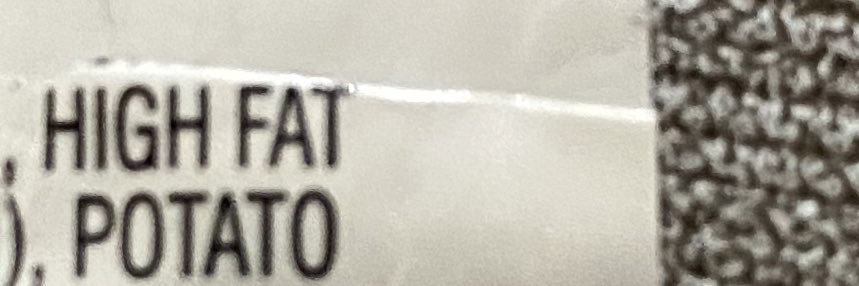 , HIGH FAT
), POTATO